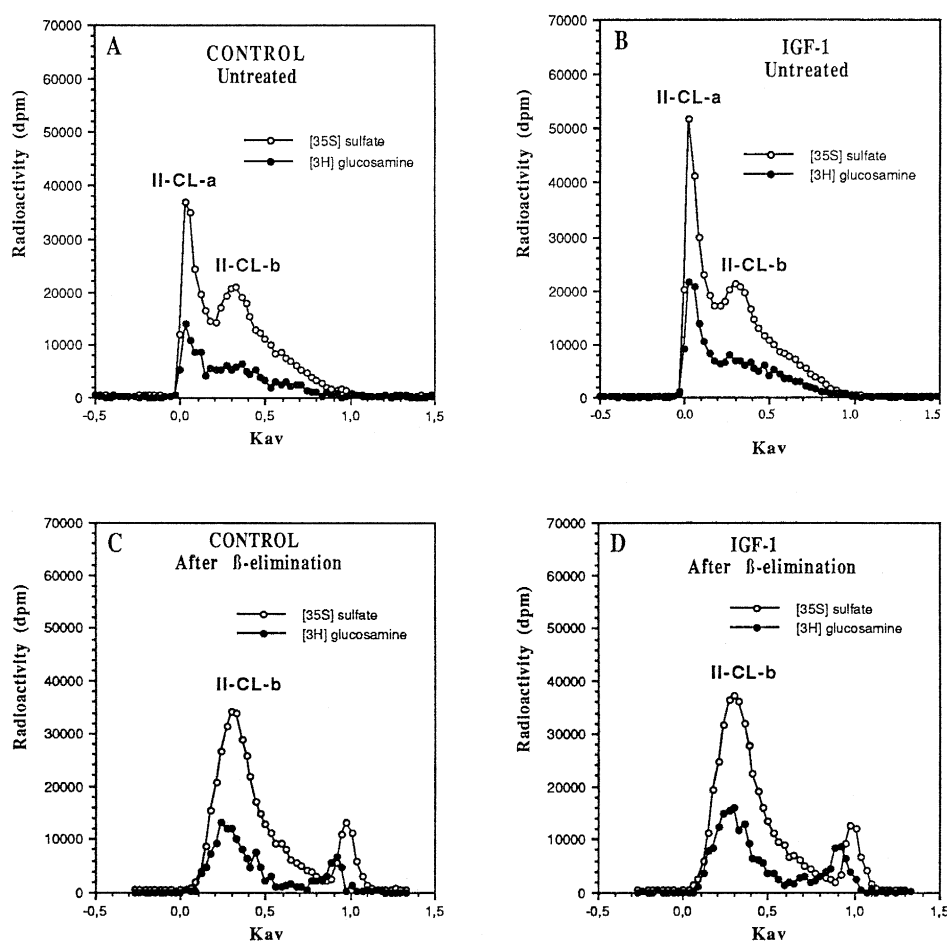 A
CONTROL
Untreated
II-CL-a
II-CL-b
[35S] sulfate
[3H] glucosamine
Radioactivity (dpm)
70000
60000
50000
40000
30000
20000
10000
0
-0,5
0,0
0,5
1,0
1,5
Kav
B
IGF-1
Untreated
II-CL-a
II-CL-b
[35S] sulfate
[3H] glucosamine
Radioactivity (dpm)
70000
60000
50000
40000
30000
20000
10000
0
-0.5
0.0
0.5
1.0
1.5
Kav
C
CONTROL
After ß-elimination
[35S] sulfate
[3H] glucosamine
II-CL-b
Radioactivity (dpm)
70000
60000
50000
40000
30000
20000
10000
0
-0,5
0,0
0,5
1,0
1,5
Kav
D
IGF-1
After ß-elimination
[35S] sulfate
[3H] glucosamine
II-CL-b
Radioactivity (dpm)
70000
60000
50000
40000
30000
20000
10000
0
-0,5
0,0
0,5
1,0
1,5
Kav